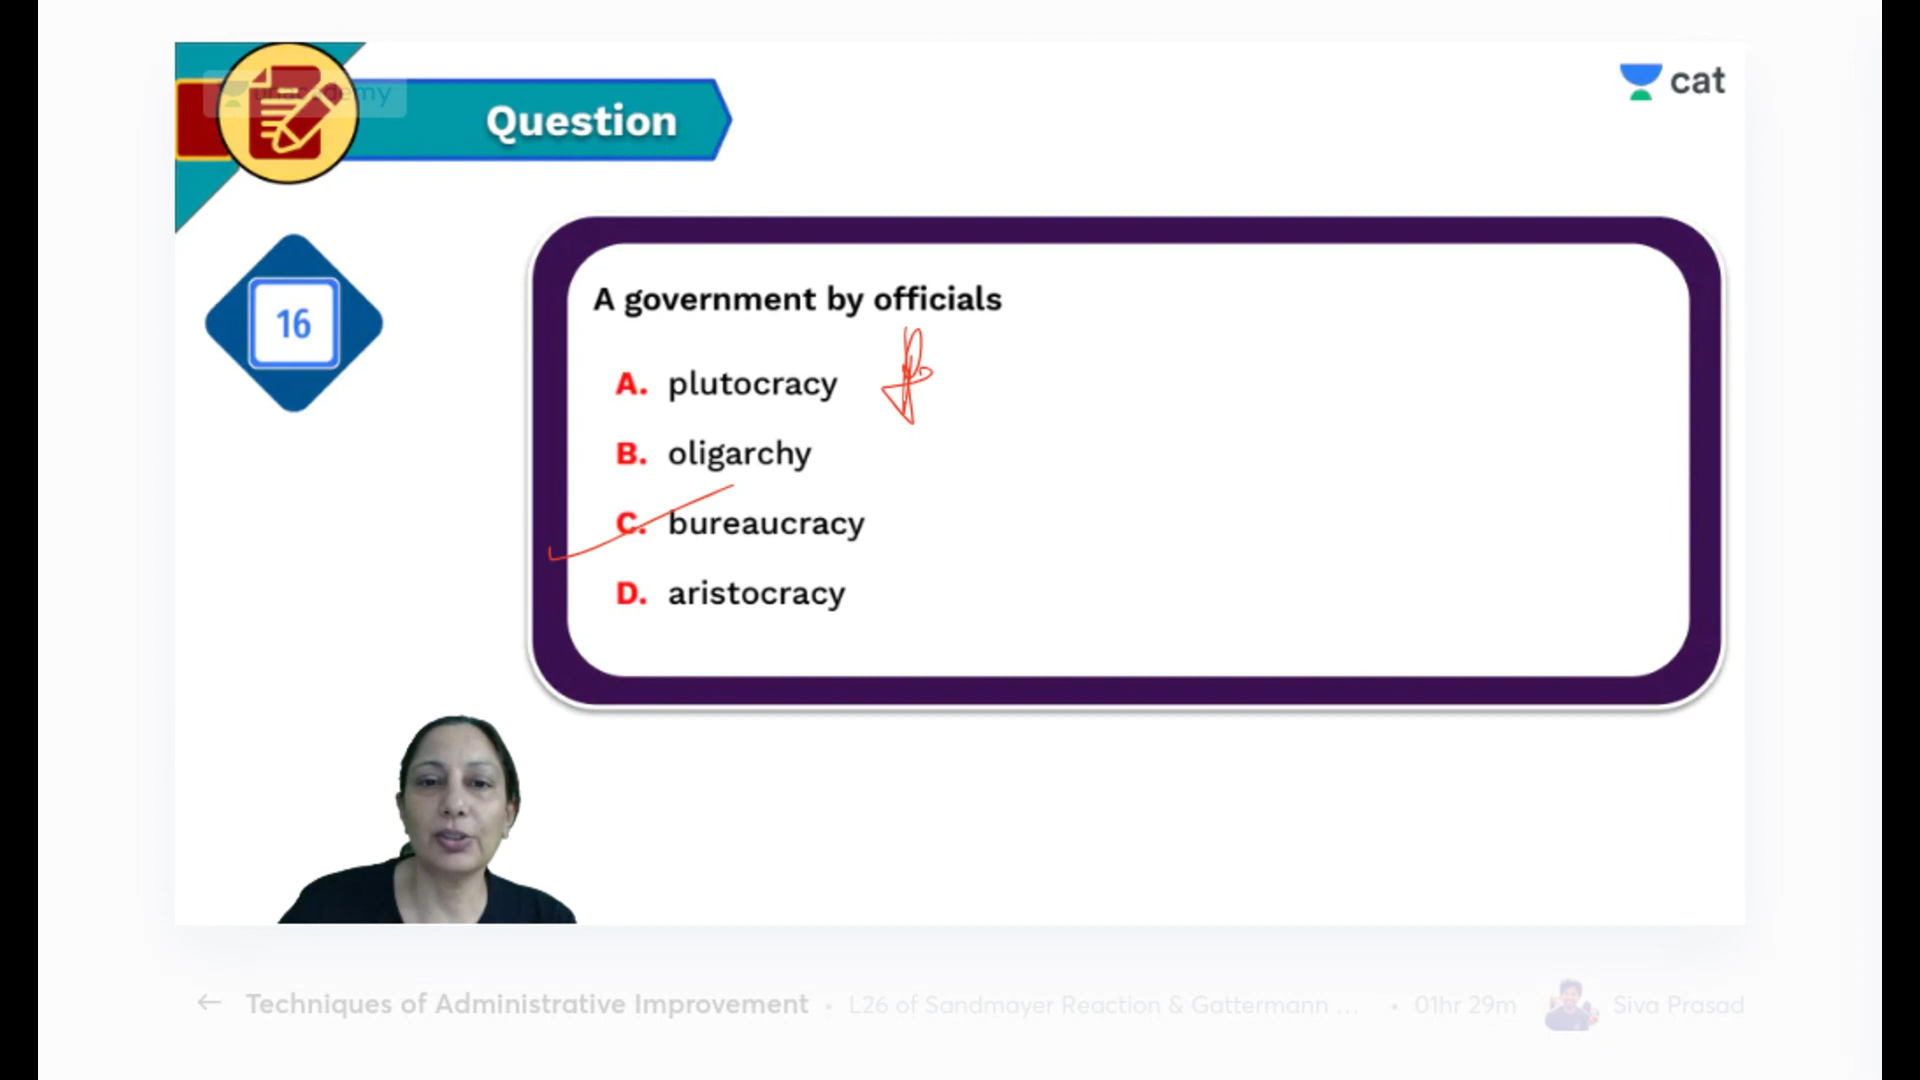 unacademy
Question
cat
16
A government by officials
A. plutocracy
B. oligarchy
C. bureaucracy
D. aristocracy
← Techniques of Administrative Improvement • L26 of Sandmayer Reaction & Gattermann ... • 01hr 29m Siva Prasad